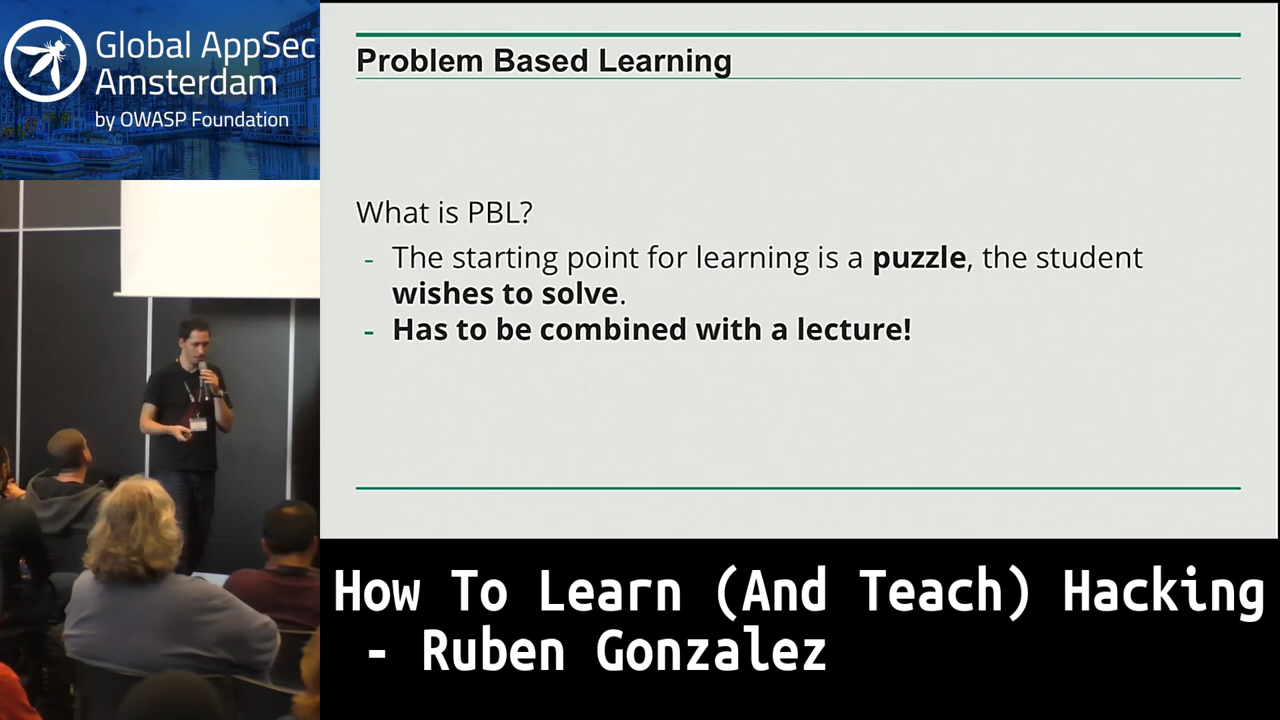 Global AppSec
Amsterdam
by OWASP Foundation
Problem Based Learning
What is PBL?
- The starting point for learning is a puzzle, the student
wishes to solve.
- Has to be combined with a lecture!
How To Learn (And Teach) Hacking
- Ruben Gonzalez